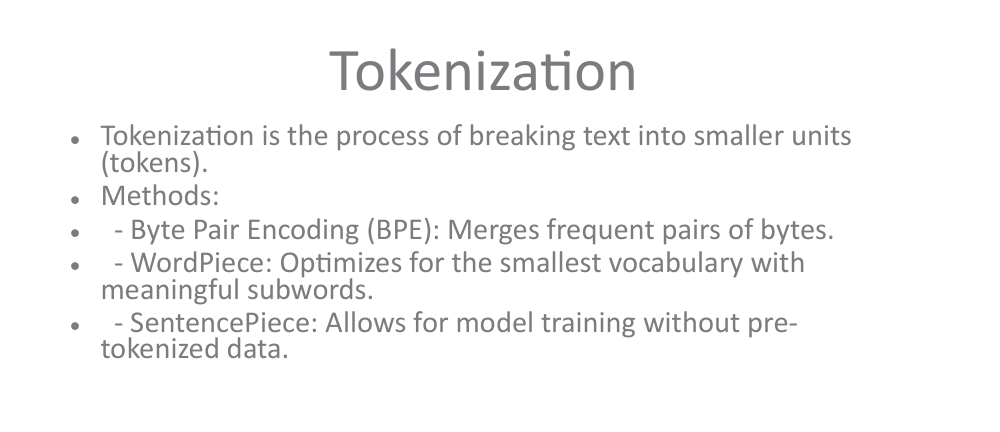 Tokenization
• Tokenization is the process of breaking text into smaller units
(tokens).
• Methods:
• - Byte Pair Encoding (BPE): Merges frequent pairs of bytes.
• - WordPiece: Optimizes for the smallest vocabulary with
meaningful subwords.
• - SentencePiece: Allows for model training without pre-
tokenized data.